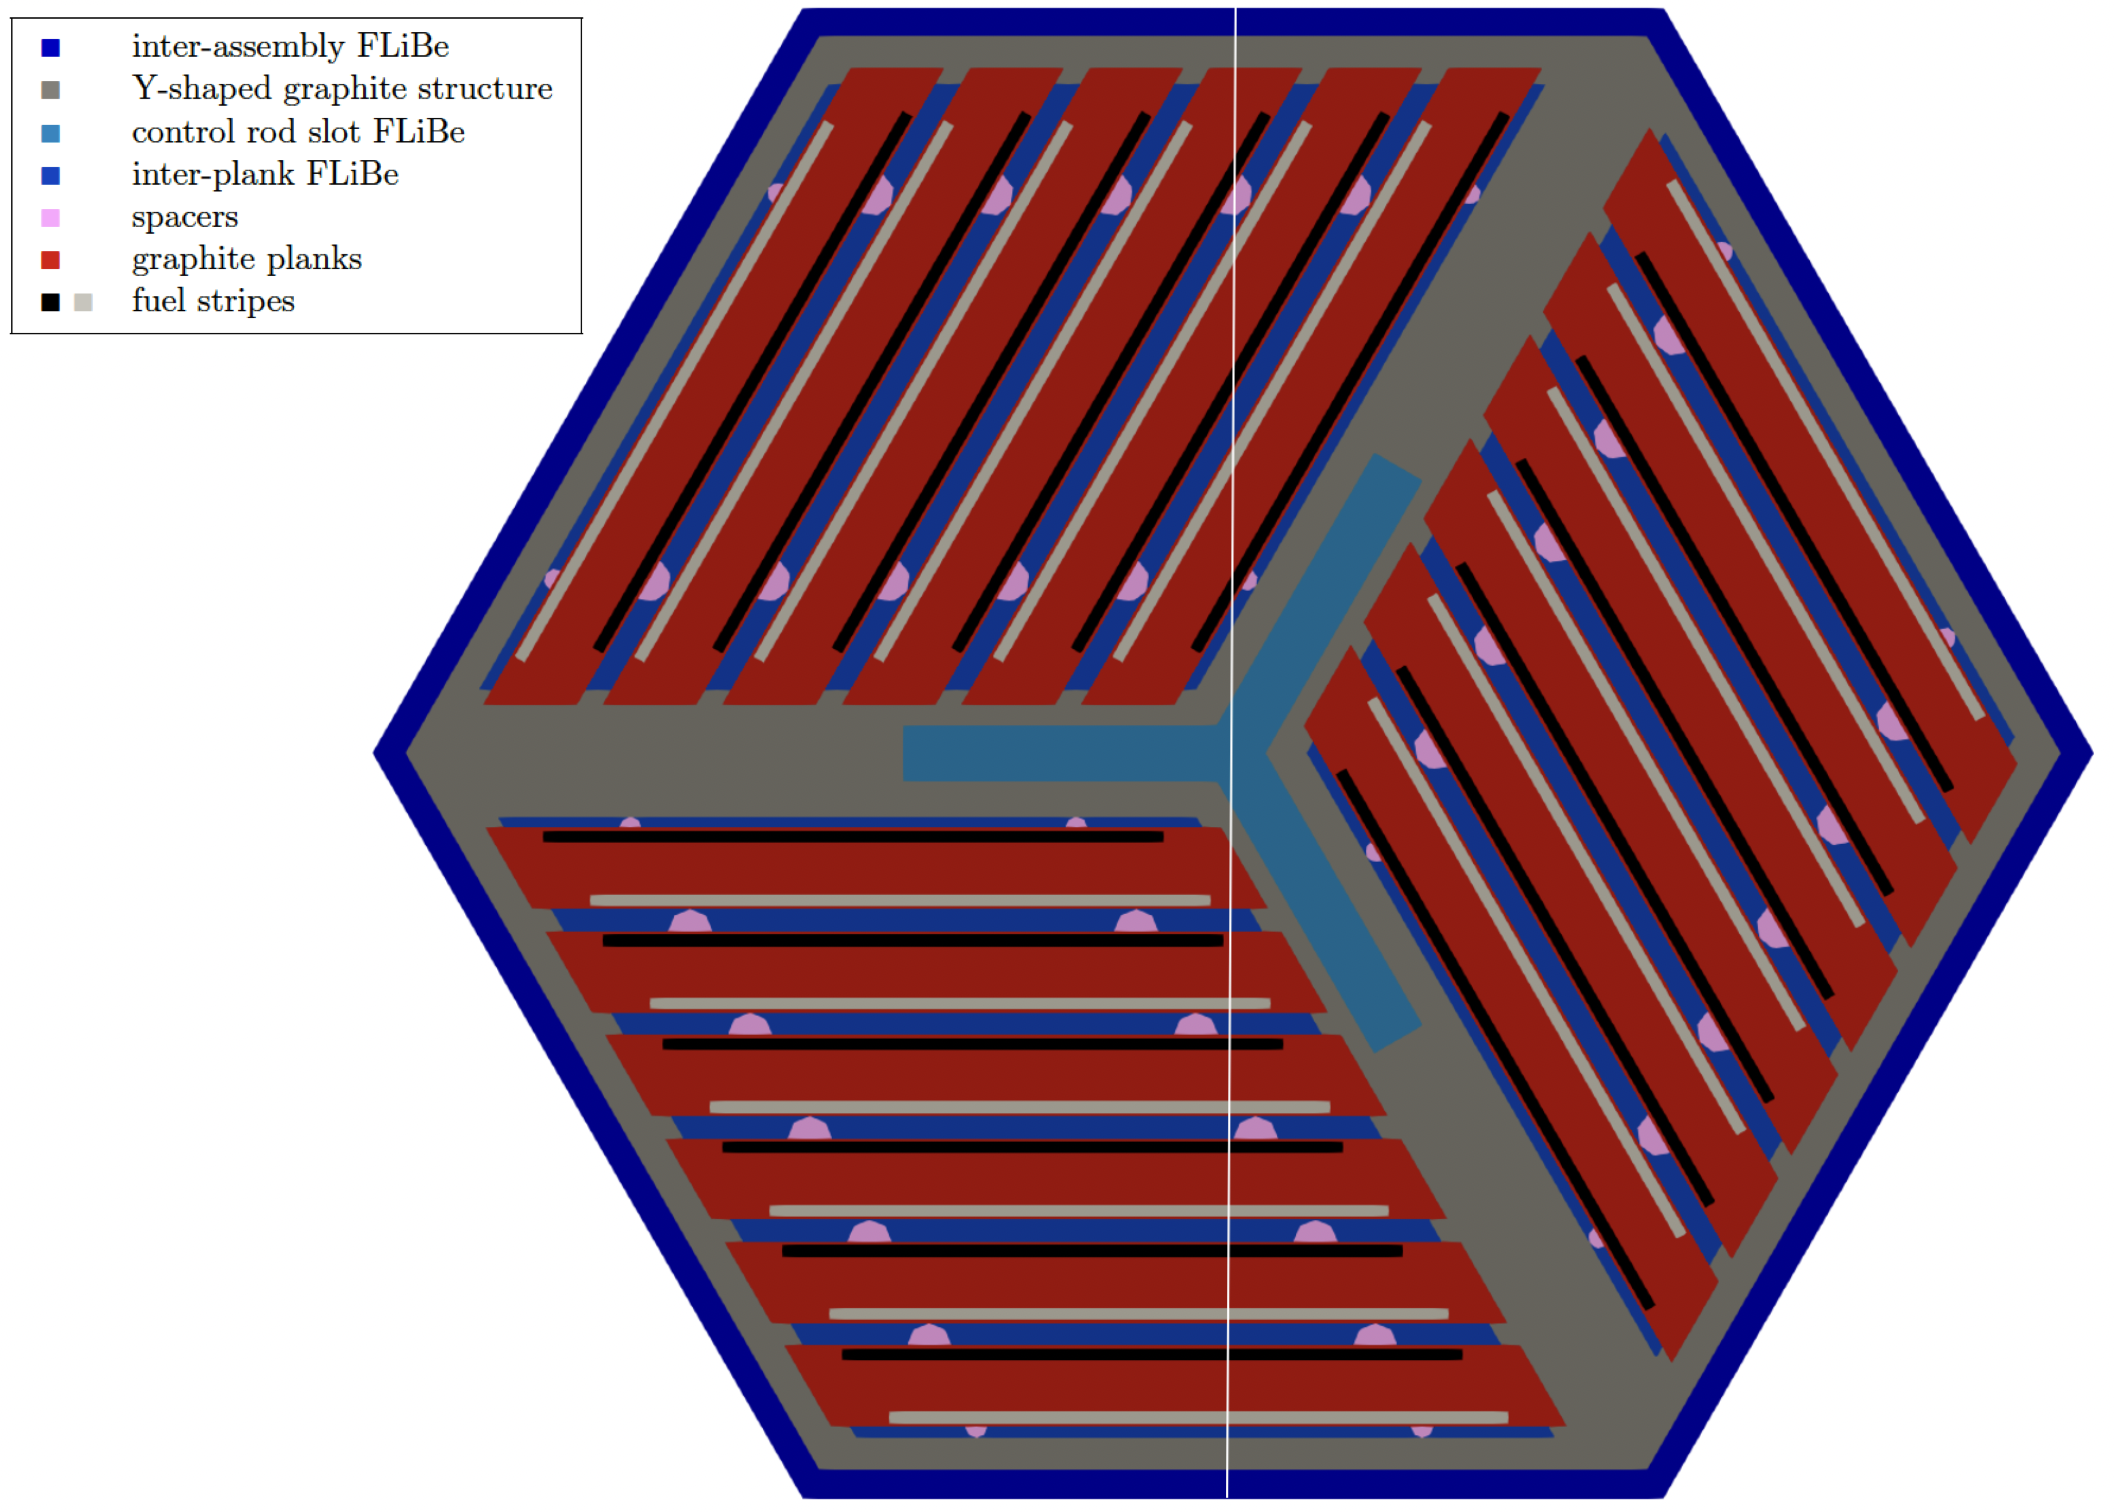 inter-assembly FLiBe
Y-shaped graphite structure
control rod slot FLiBe
inter-plank FLiBe
spacers
graphite planks
fuel stripes